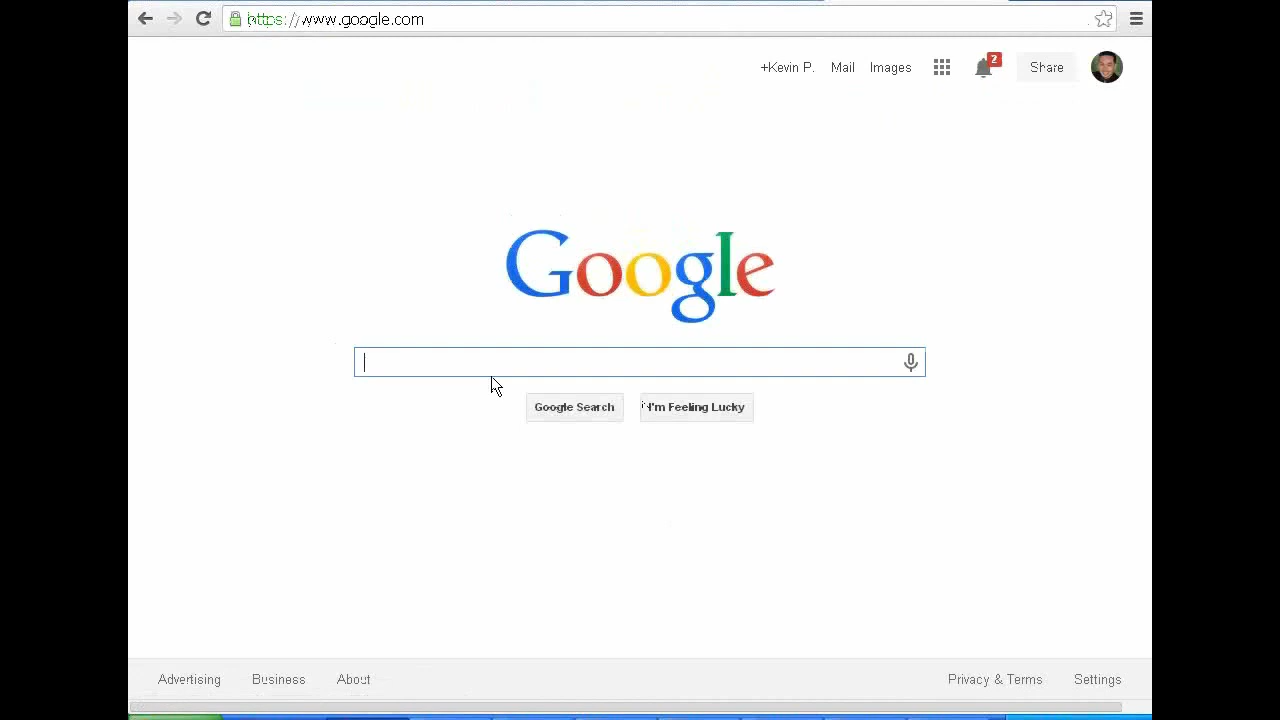 https://www.google.com
+Kevin P. Mail Images 2 Share
Google
Google Search I'm Feeling Lucky
Advertising Business About Privacy & Terms Settings